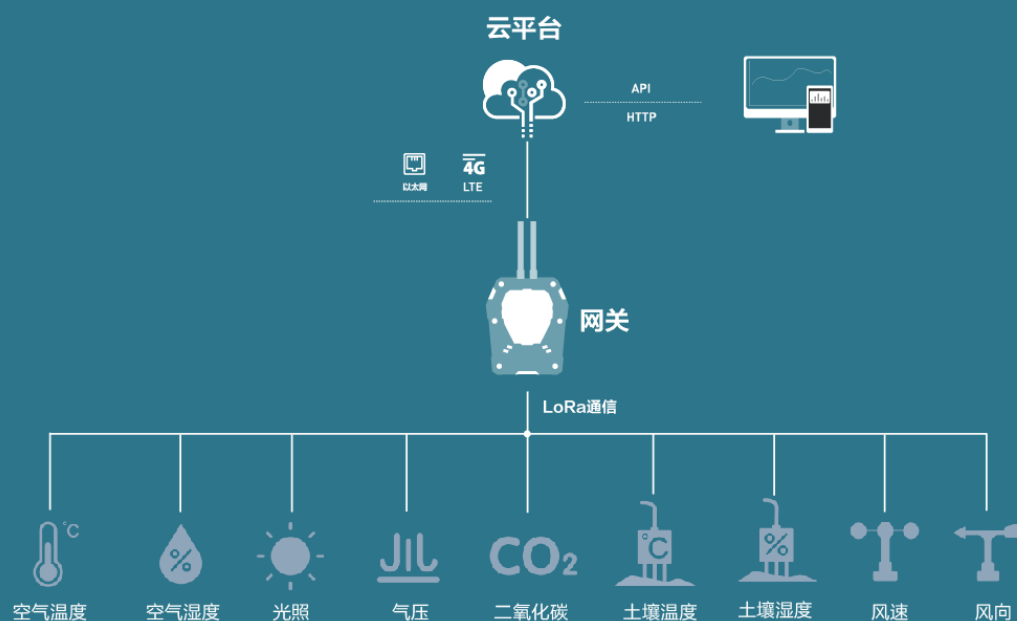 云平台
API
HTTP
4G
以太网
LTE
网关
LoRa通信
°C
%
CO₂
°C
%
空气温度
空气湿度
光照
气压
二氧化碳
土壤温度
土壤湿度
风速
风向